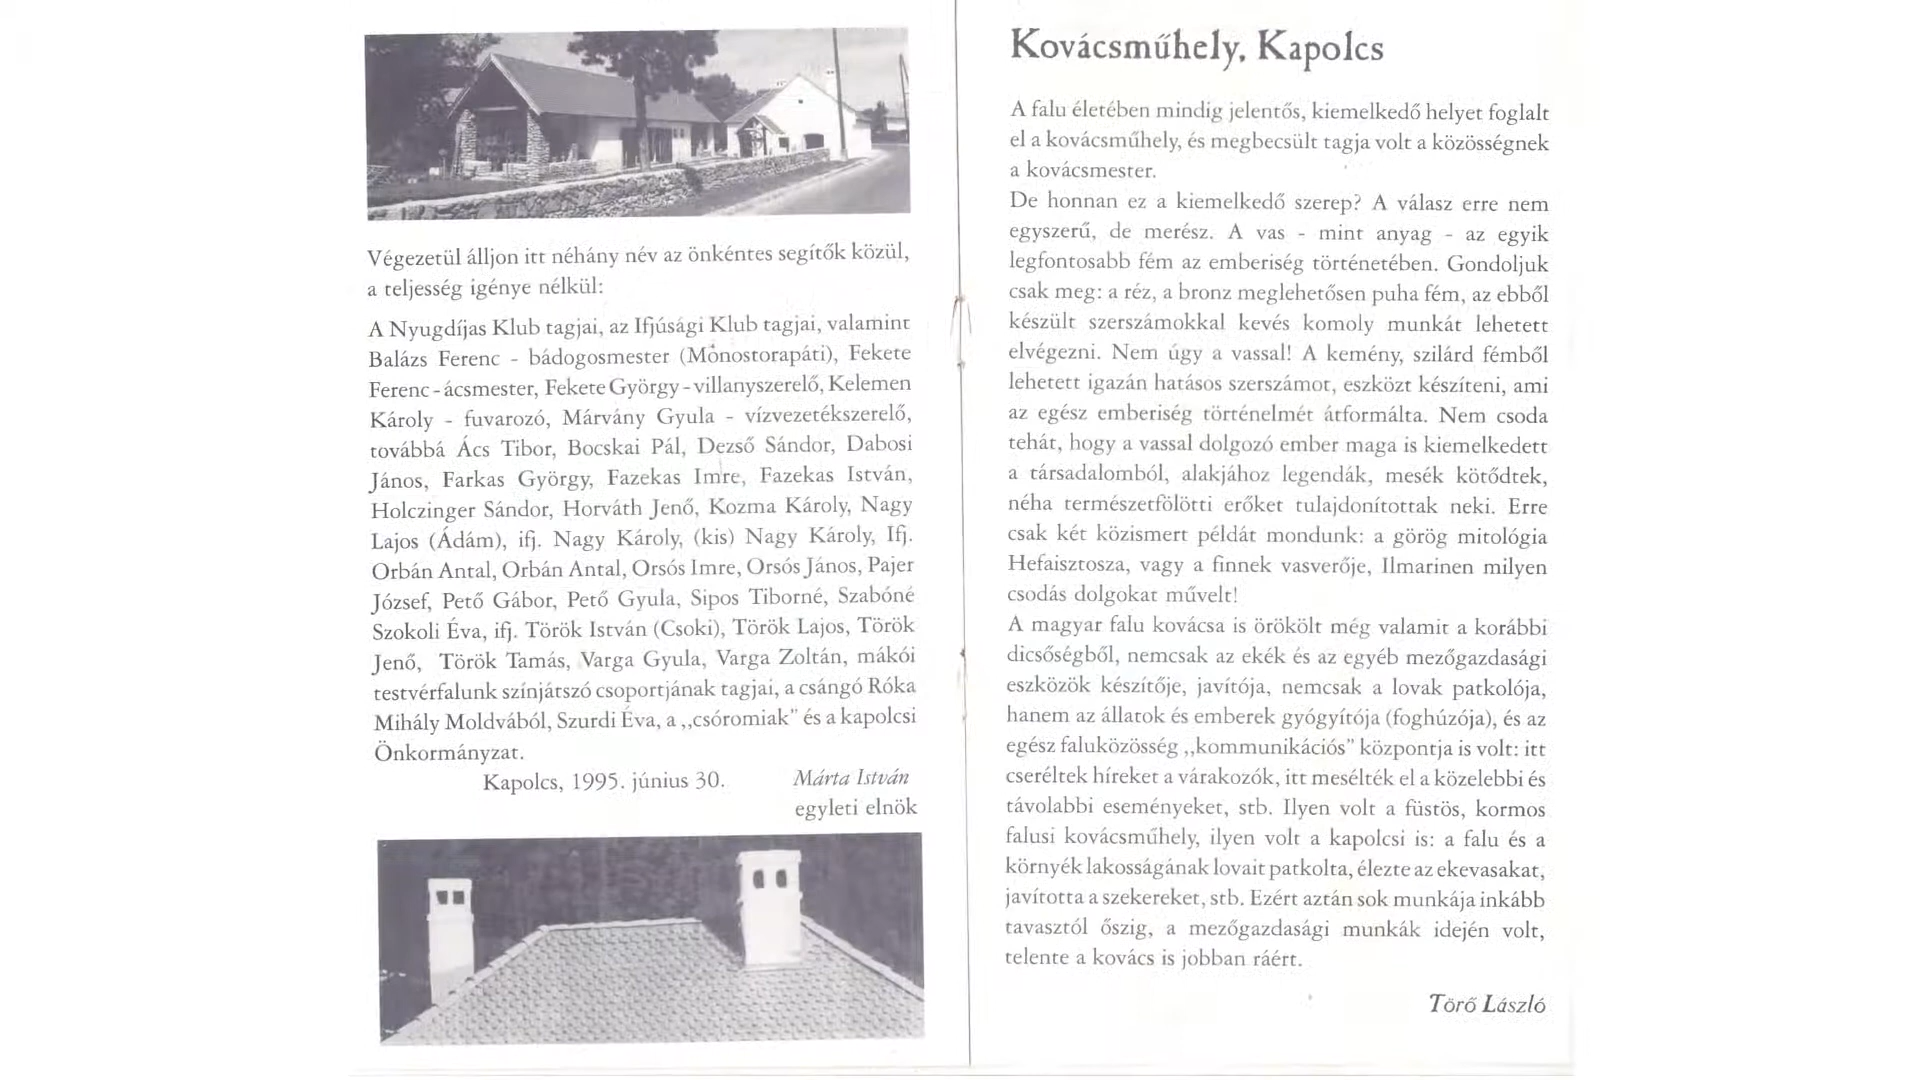 Végezetül álljon itt néhány név az önkéntes segítők közül,
a teljesség igénye nélkül:
A Nyugdíjas Klub tagjai, az Ifjúsági Klub tagjai, valamint
Balázs Ferenc - bádogosmester (Monostorapáti), Fekete
Ferenc - ácsmester, Fekete György - villanyszerelő, Kelemen
Károly - fuvarozó, Márvány Gyula - vízvezetékszerelő,
továbbá Ács Tibor, Bocskai Pál, Dezső Sándor, Dabosi
János, Farkas György, Fazekas Imre, Fazekas István,
Holczinger Sándor, Horváth Jenő, Kozma Károly, Nagy
Lajos (Ádám), ifj. Nagy Károly, (kis) Nagy Károly, Ifj.
Orbán Antal, Orbán Antal, Orsós Imre, Orsós János, Pajer
József, Pető Gábor, Pető Gyula, Sipos Tiborné, Szabóné
Szokoli Éva, ifj. Török István (Csoki), Török Lajos, Török
Jenő, Török Tamás, Varga Gyula, Varga Zoltán, mákói
testvérfalunk színjátszó csoportjának tagjai, a csángó Róka
Mihály Moldvából, Szurdi Éva, a ,,csóromiak" és a kapolcsi
Önkormányzat.
Kapolcs, 1995. június 30. Márta István
egyleti elnök
Kovácsműhely, Kapolcs
A falu életében mindig jelentős, kiemelkedő helyet foglalt
el a kovácsműhely, és megbecsült tagja volt a közösségnek
a kovácsmester.
De honnan ez a kiemelkedő szerep? A válasz erre nem
egyszerű, de merész. A vas - mint anyag - az egyik
legfontosabb fém az emberiség történetében. Gondoljuk
csak meg: a réz, a bronz meglehetősen puha fém, az ebből
készült szerszámokkal kevés komoly munkát lehetett
elvégezni. Nem úgy a vassal! A kemény, szilárd fémből
lehetett igazán hatásos szerszámot, eszközt készíteni, ami
az egész emberiség történelmét átformálta. Nem csoda
tehát, hogy a vassal dolgozó ember maga is kiemelkedett
a társadalomból, alakjához legendák, mesék kötődtek,
néha természetfölötti erőket tulajdonítottak neki. Erre
csak két közismert példát mondunk: a görög mitológia
Hefaisztosza, vagy a finnek vasverője, Ilmarinen milyen
csodás dolgokat művelt!
A magyar falu kovácsa is örökölt még valamit a korábbi
dicsőségből, nemcsak az ekék és az egyéb mezőgazdasági
eszközök készítője, javítója, nemcsak a lovak patkolója,
hanem az állatok és emberek gyógyítója (foghúzója), és az
egész faluközösség ,,kommunikációs" központja is volt: itt
cseréltek híreket a várakozók, itt mesélték el a közelebbi és
távolabbi eseményeket, stb. Ilyen volt a füstös, kormos
falusi kovácsműhely, ilyen volt a kapolcsi is: a falu és a
környék lakosságának lovait patkolta, élezte az ekevasakat,
javította a szekereket, stb. Ezért aztán sok munkája inkább
tavasztól őszig, a mezőgazdasági munkák idején volt,
telente a kovács is jobban ráért.
Törő László